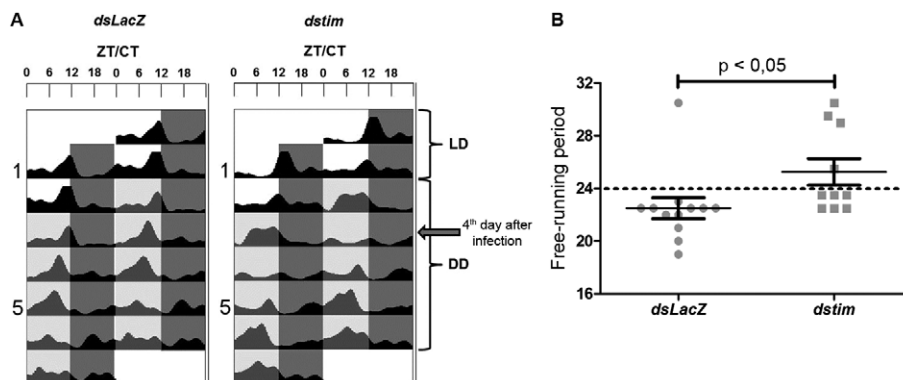 A
dsLacZ
dstim
ZT/CT
ZT/CT
0 6 12 18 0 6 12 18
0 6 12 18 0 6 12 18
LD
1
1
4th day after
infection
DD
5
5
B
p < 0,05
Free-running period
32
28
24
20
16
dsLacZ
dstim